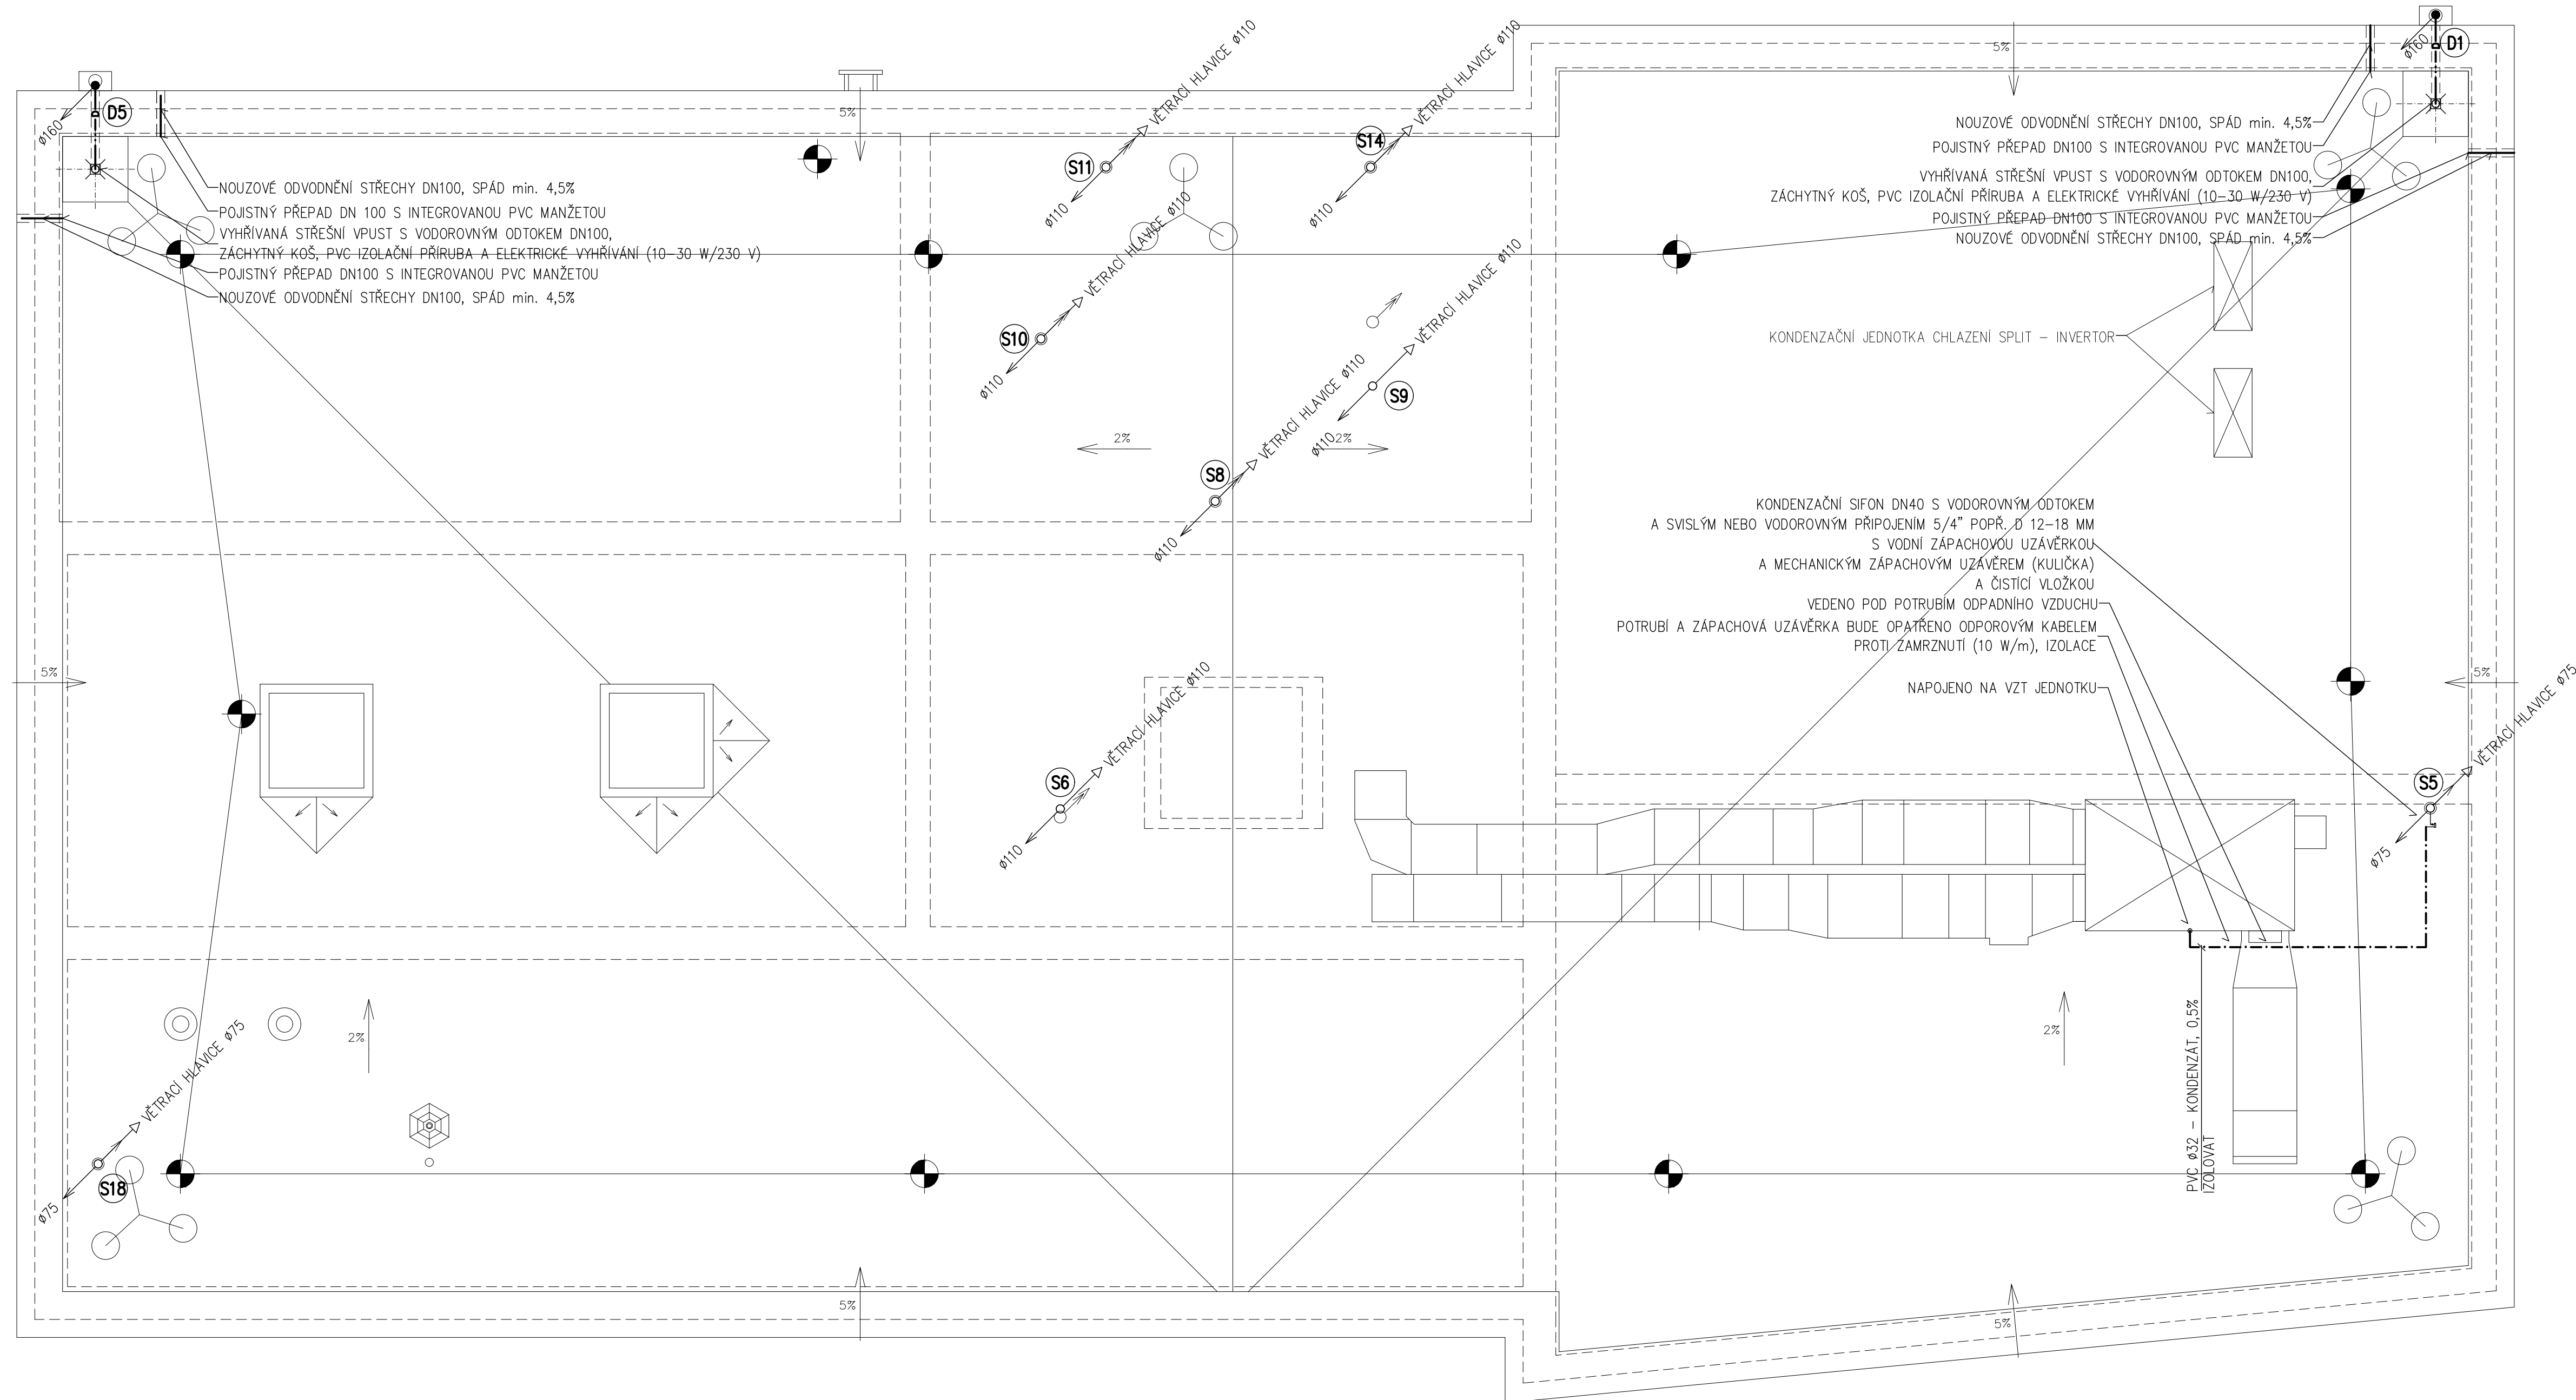 VĚTRACÍ HLAVICE ø110
VĚTRACÍ HLAVICE ø110
5%
ø160
D1
D5
ø160
5%
S11
S14
ø110
ø110
NOUZOVÉ ODVODNĚNÍ STŘECHY DN100, SPÁD min. 4,5%
POJISTNÝ PŘEPAD DN 100 S INTEGROVANOU PVC MANŽETOU
VYHŘÍVANÁ STŘEŠNÍ VPUST S VODOROVNÝM ODTOKEM DN100,
ZÁCHYTNÝ KOŠ, PVC IZOLAČNÍ PŘÍRUBA A ELEKTRICKÉ VYHŘÍVÁNÍ (10-30 W/230 V)
POJISTNÝ PŘEPAD DN100 S INTEGROVANOU PVC MANŽETOU
NOUZOVÉ ODVODNĚNÍ STŘECHY DN100, SPÁD min. 4,5%
NOUZOVÉ ODVODNĚNÍ STŘECHY DN100, SPÁD min. 4,5%
POJISTNÝ PŘEPAD DN100 S INTEGROVANOU PVC MANŽETOU
VYHŘÍVANÁ STŘEŠNÍ VPUST S VODOROVNÝM ODTOKEM DN100,
ZÁCHYTNÝ KOŠ, PVC IZOLAČNÍ PŘÍRUBA A ELEKTRICKÉ VYHŘÍVÁNÍ (10-30 W/230 V)
POJISTNÝ PŘEPAD DN100 S INTEGROVANOU PVC MANŽETOU
NOUZOVÉ ODVODNĚNÍ STŘECHY DN100, SPÁD min. 4,5%
VĚTRACÍ HLAVICE ø110
S10
ø110
VĚTRACÍ HLAVICE ø110
S9
ø110
KONDENZAČNÍ JEDNOTKA CHLAZENÍ SPLIT - INVERTOR
2%
2%
VĚTRACÍ HLAVICE ø110
S8
ø110
KONDENZAČNÍ SIFON DN40 S VODOROVNÝM ODTOKEM
A SVISLÝM NEBO VODOROVNÝM PŘIPOJENÍM 5/4" POPŘ. D 12-18 MM
S VODNÍ ZÁPACHOVOU UZÁVĚRKOU
A MECHANICKÝM ZÁPACHOVÝM UZÁVĚREM (KULIČKA)
A ČISTÍCÍ VLOŽKOU
VEDENO POD POTRUBÍM ODPADNÍHO VZDUCHU
POTRUBÍ A ZÁPACHOVÁ UZÁVĚRKA BUDE OPATŘENO ODPOROVÝM KABELEM
PROTI ZAMRZNUTÍ (10 W/m), IZOLACE
NAPOJENO NA VZT JEDNOTKU
5%
5%
VĚTRACÍ HLAVICE ø110
S6
ø110
VĚTRACÍ HLAVICE ø75
S5
ø75
2%
2%
PVC ø32 - KONDENZÁT, 0,5%
IZOLOVAT
VĚTRACÍ HLAVICE ø75
S18
ø75
5%
5%